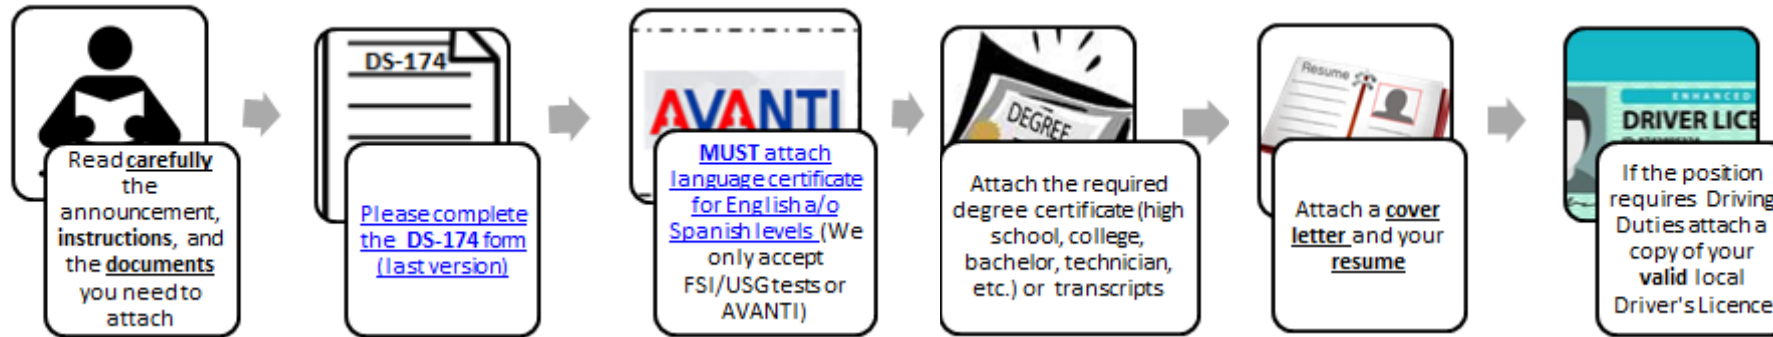 Read carefully
the
announcement,
instructions, and
the documents
you need to
attach
DS-174
Please complete
the DS-174 form
(last version)
AVANTI
MUST attach
language certificate
for English a/o
Spanish levels (We
only accept
FSI/USG tests or
AVANTI)
DEGREE
Attach the required
degree certificate (high
school, college,
bachelor, technician,
etc.) or transcripts
Resume
Attach a cover
letter and your
resume
ENHANCED
DRIVER LICE
If the position
requires Driving
Duties attach a
copy of your
valid local
Driver's Licence